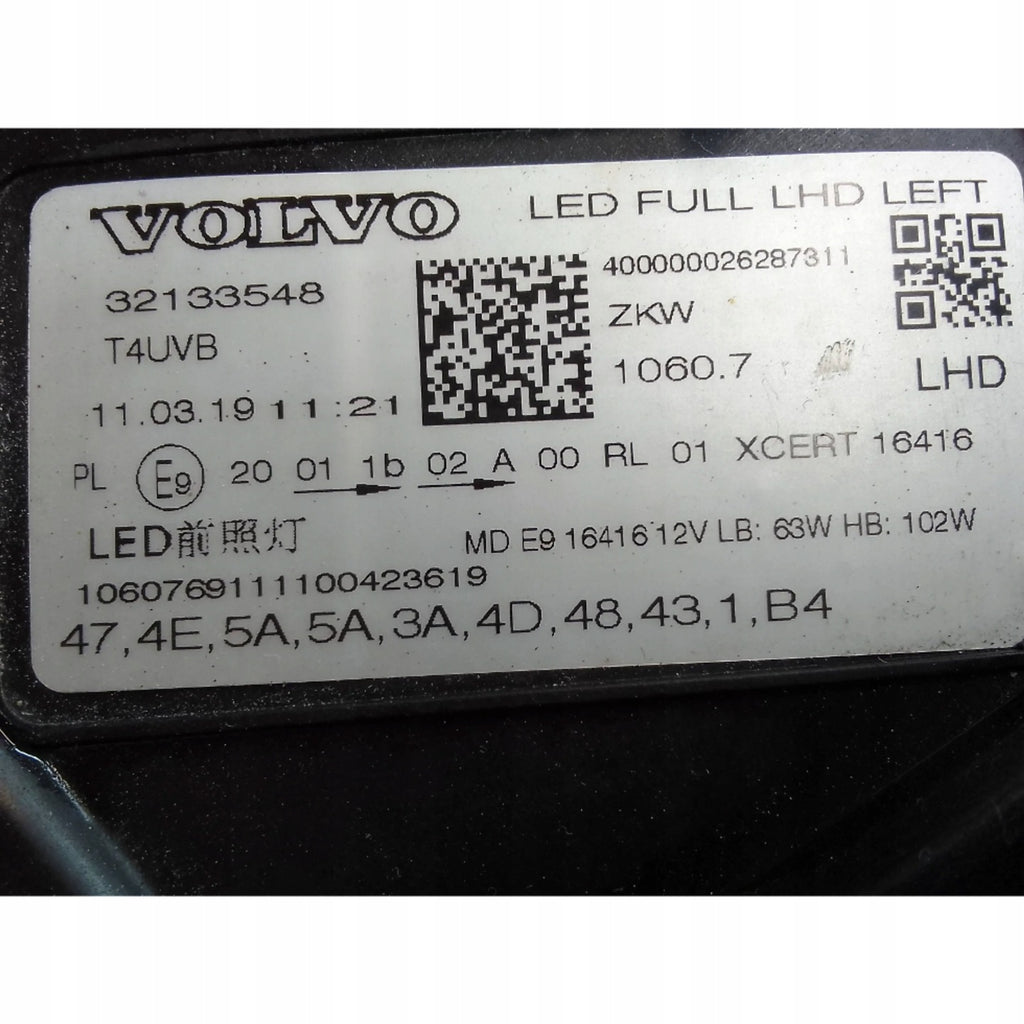 VOLVO LED FULL LHD LEFT
32133548 400000026287311
T4UVB ZKW
11.03.19 11:21 1060.7 LHD
PL E9 20 01 1b 02 A 00 RL 01 XCERT 16416
LED前照灯 MD E9 16416 12V LB: 63W HB: 102W
1060769111100423619
47,4E,5A,5A,3A,4D,48,43,1,B4